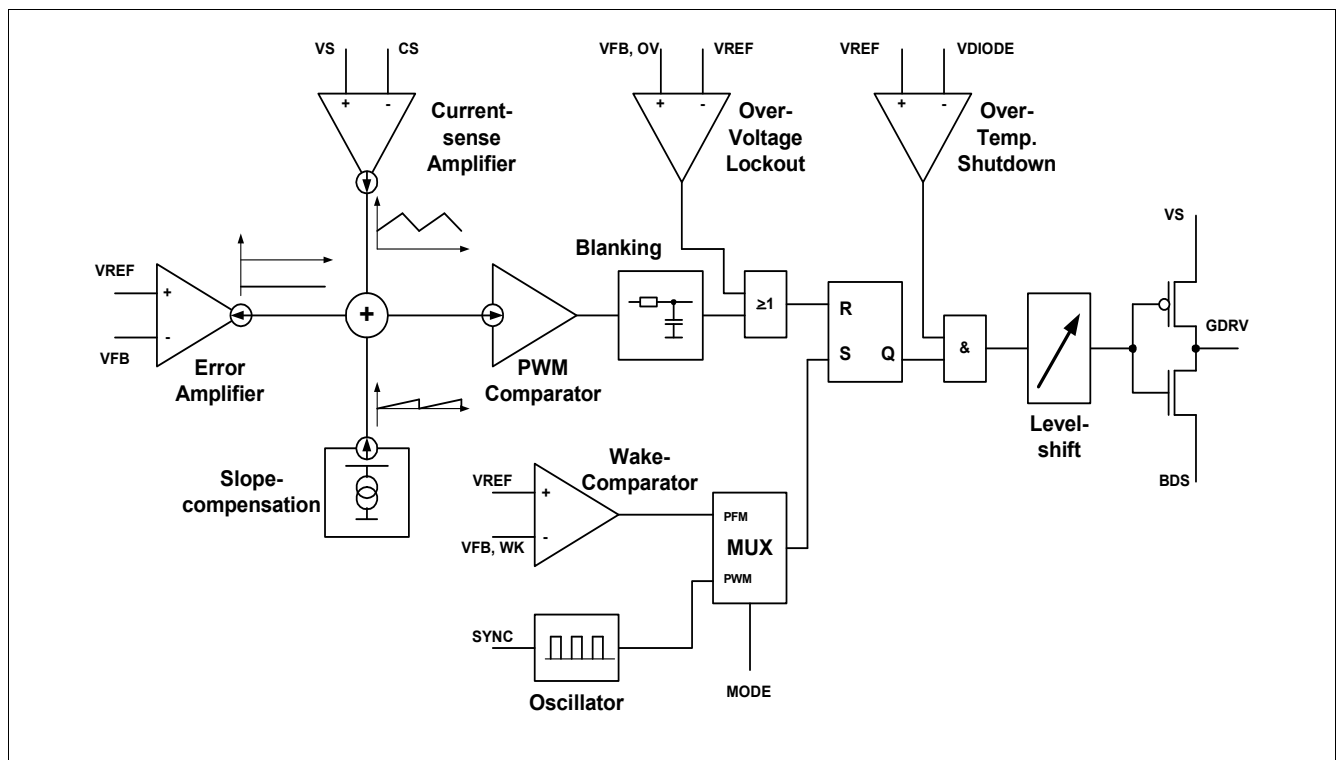 VS
CS
+
-
Current-
sense
Amplifier
VFB, OV
VREF
+
-
Over-
Voltage
Lockout
VREF
VDIODE
+
-
Over-
Temp.
Shutdown
VREF
+
-
VFB
Error
Amplifier
+
PWM
Comparator
Blanking
≥1
R
S
Q
&
Level-
shift
VS
GDRV
BDS
Slope-
compensation
VREF
+
-
VFB, WK
Wake-
Comparator
PFM
MUX
PWM
SYNC
Oscillator
MODE